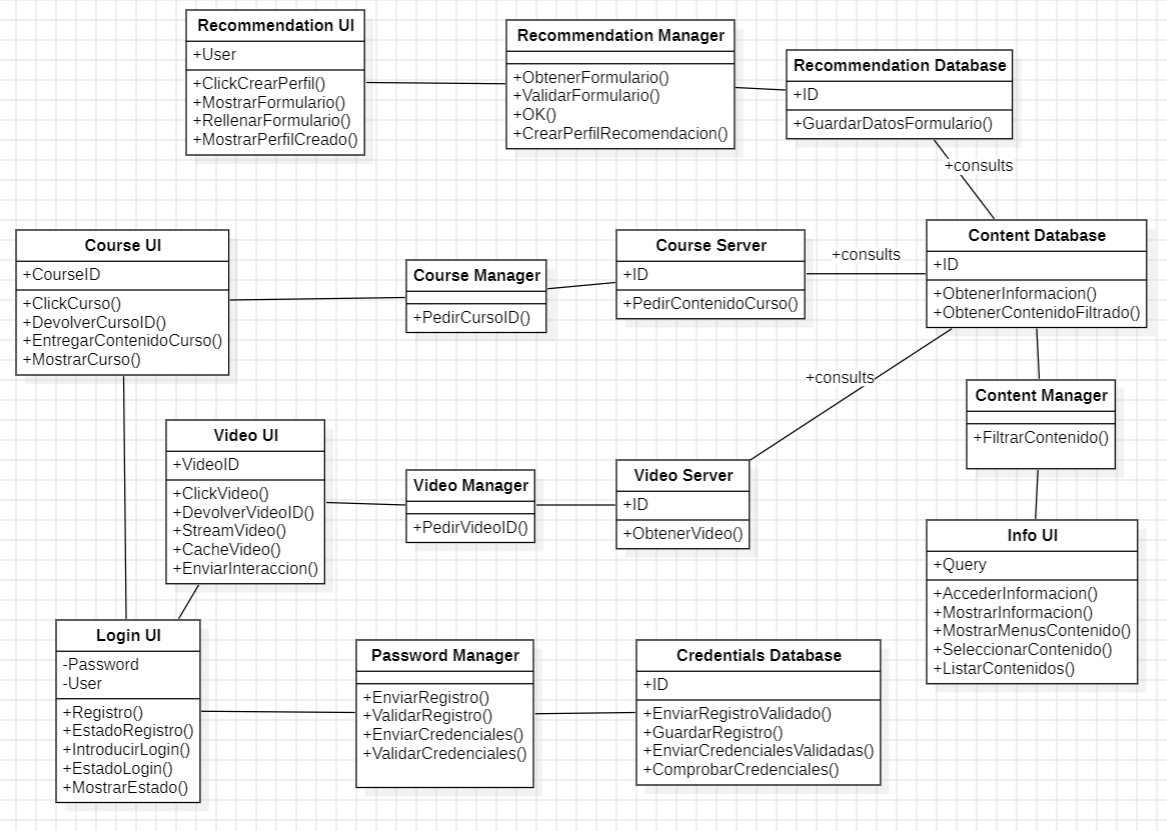 Recommendation UI
+User
+ClickCrearPerfil()
+MostrarFormulario()
+RellenarFormulario()
+MostrarPerfilCreado()
Recommendation Manager
+ObtenerFormulario()
+ValidarFormulario()
+OK()
+CrearPerfilRecomendacion()
Recommendation Database
+ID
+GuardarDatosFormulario()
+consults
Course UI
+CourseID
+ClickCurso()
+DevolverCursoID()
+EntregarContenidoCurso()
+MostrarCurso()
Course Manager
+PedirCursoID()
Course Server
+ID
+PedirContenidoCurso()
+consults
Content Database
+ID
+ObtenerInformacion()
+ObtenerContenidoFiltrado()
+consults
Content Manager
+FiltrarContenido()
Video UI
+VideoID
+ClickVideo()
+DevolverVideoID()
+StreamVideo()
+CacheVideo()
+EnviarInteraccion()
Video Manager
+PedirVideoID()
Video Server
+ID
+ObtenerVideo()
Info UI
+Query
+AccederInformacion()
+MostrarInformacion()
+MostrarMenusContenido()
+SeleccionarContenido()
+ListarContenidos()
Login UI
-Password
-User
+Registro()
+EstadoRegistro()
+IntroducirLogin()
+EstadoLogin()
+MostrarEstado()
Password Manager
+EnviarRegistro()
+ValidarRegistro()
+EnviarCredenciales()
+ValidarCredenciales()
Credentials Database
+ID
+EnviarRegistroValidado()
+GuardarRegistro()
+EnviarCredencialesValidadas()
+ComprobarCredenciales()